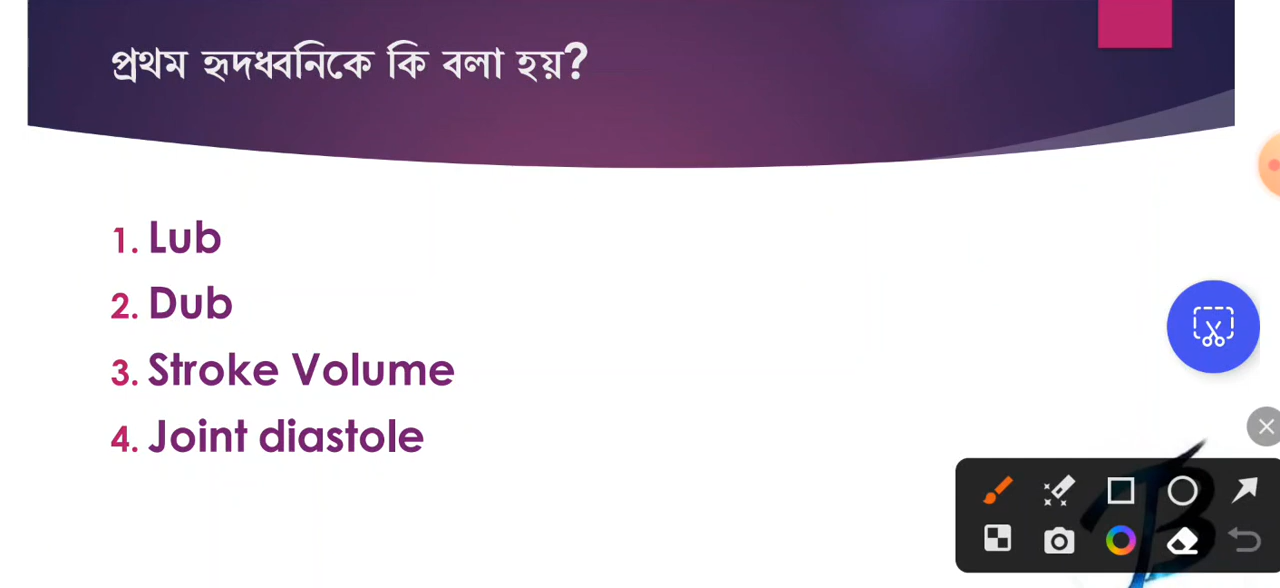 প্রথম হৃদধ্বনিকে কি বলা হয়?
1. Lub
2. Dub
3. Stroke Volume
4. Joint diastole